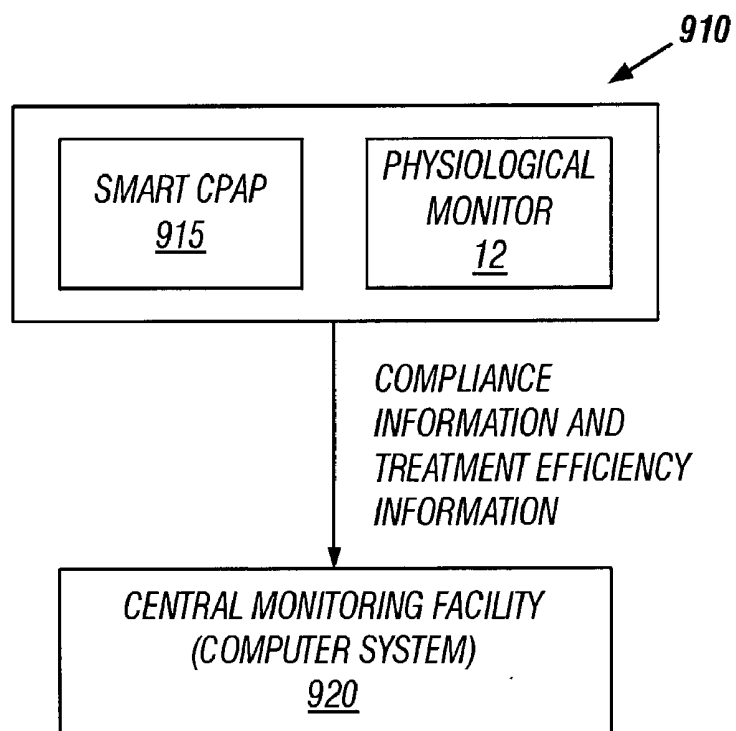 910
SMART CPAP
915
PHYSIOLOGICAL
MONITOR
12
COMPLIANCE
INFORMATION AND
TREATMENT EFFICIENCY
INFORMATION
CENTRAL MONITORING FACILITY
(COMPUTER SYSTEM)
920